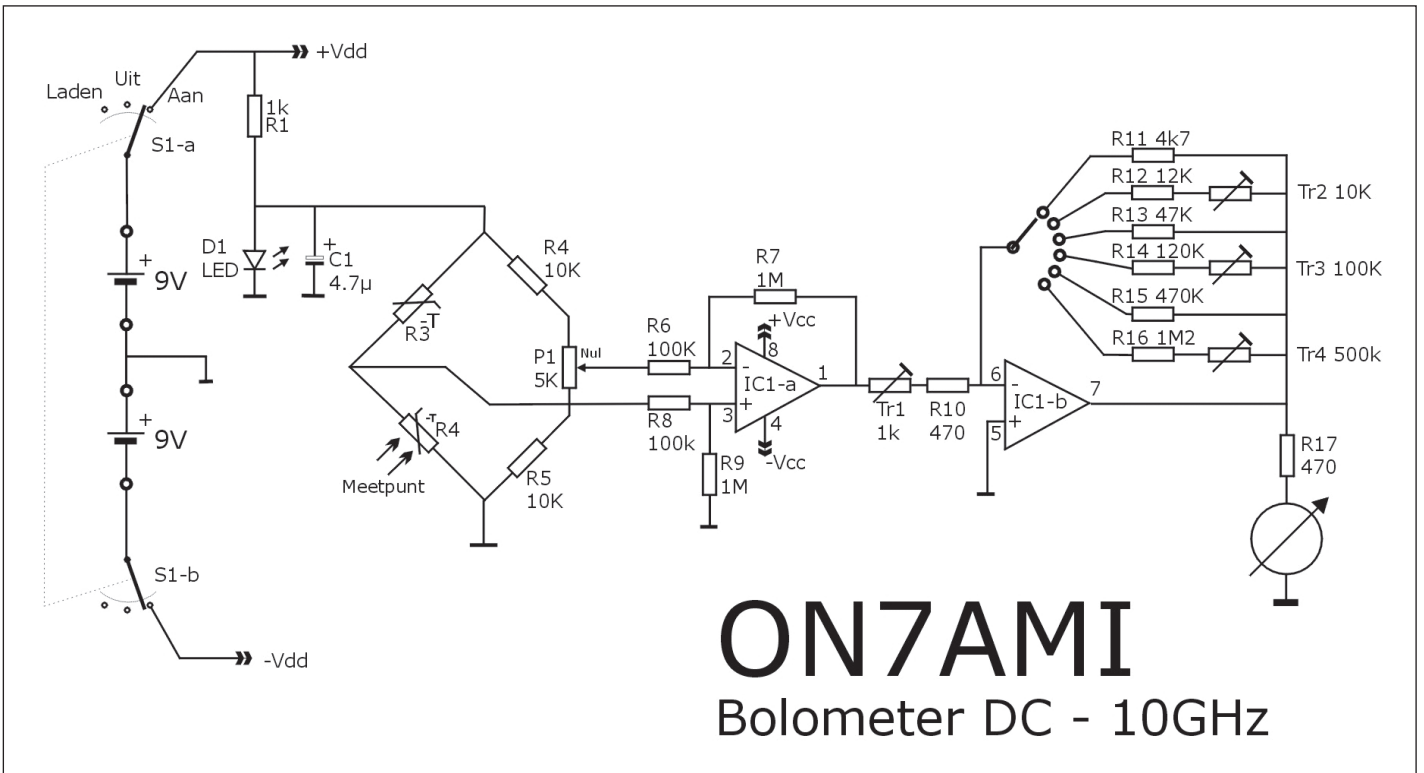 +Vdd
Uit
Laden
Aan
S1-a
1k
R1
D1
LED
+
C1
4.7µ
+
9V
+
9V
S1-b
-Vdd
R4
10K
-T
R3
P1
5K
Nul
-T
R4
Meetpunt
R5
10K
R6
100K
R7
1M
R8
100k
R9
1M
+Vcc
8
2
-
IC1-a
1
+
3
4
-Vcc
Tr1
1k
R10
470
6
-
IC1-b
7
+
5
R11 4k7
R12 12K
Tr2 10K
R13 47K
R14 120K
Tr3 100K
R15 470K
R16 1M2
Tr4 500k
R17
470
ON7AMI
Bolometer DC - 10GHz